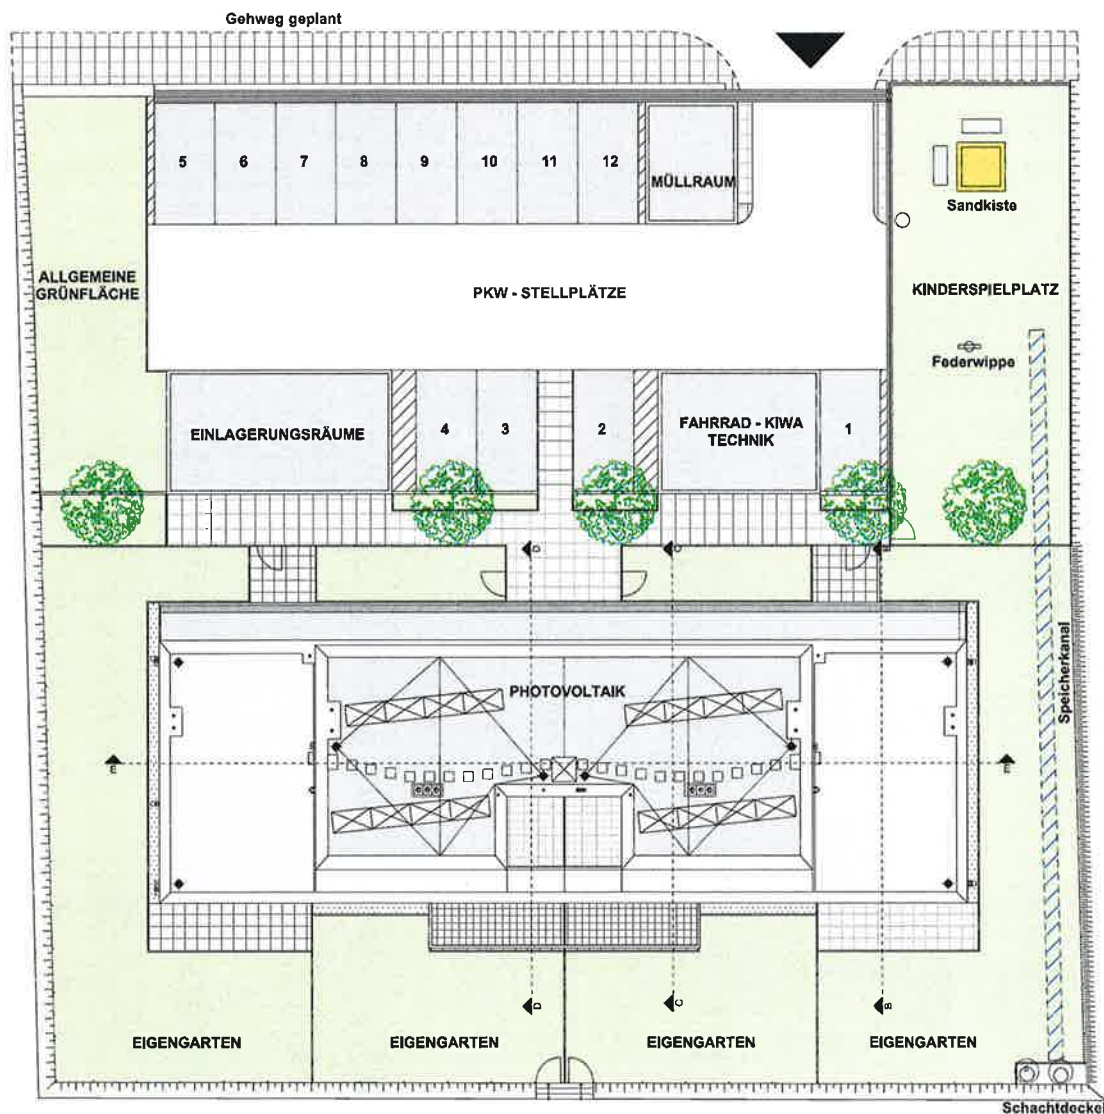 Gehweg geplant
5 6 7 8 9 10 11 12
MÜLLRAUM
Sandkiste
ALLGEMEINE
GRÜNFLÄCHE
PKW - STELLPLÄTZE
KINDERSPIELPLATZ
Federwippe
EINLAGERUNGSRÄUME
4 3 2
FAHRRAD - KIWA
TECHNIK
1
D C
PHOTOVOLTAIK
Speicherkanal
D C B
EIGENGARTEN EIGENGARTEN EIGENGARTEN EIGENGARTEN
Schachtdeckel